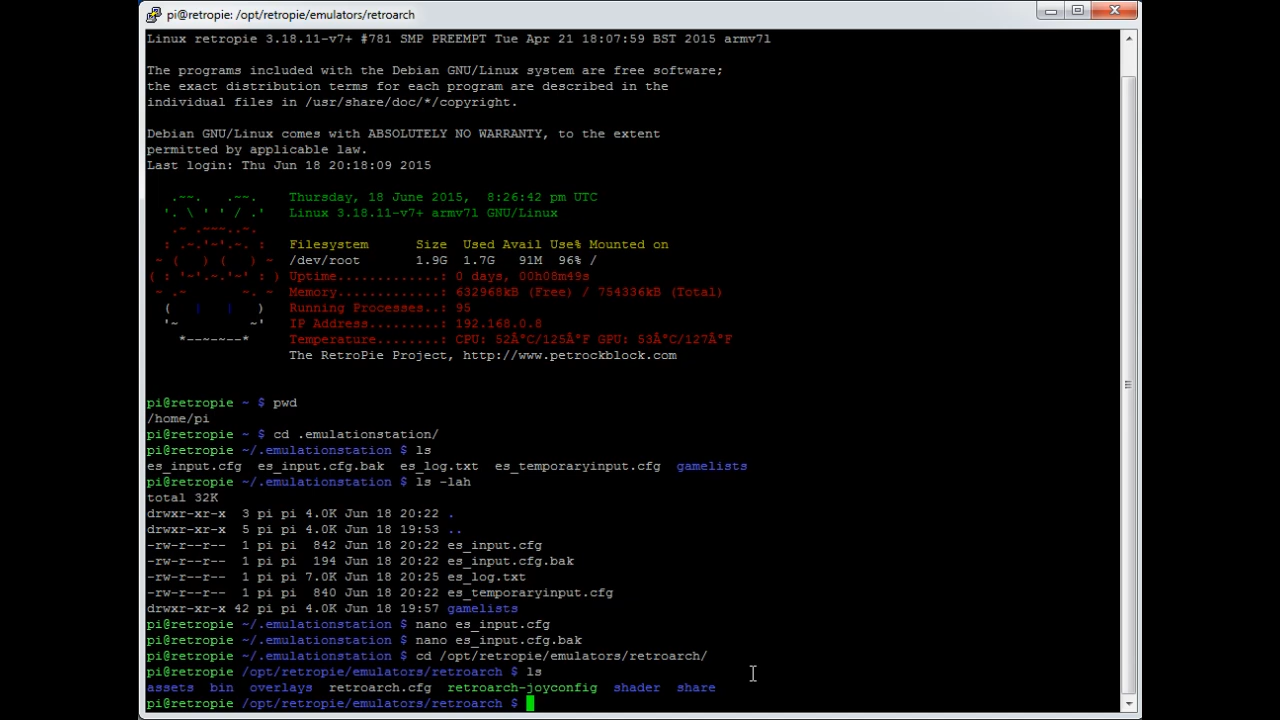 pi@retropie: /opt/retropie/emulators/retroarch
Linux retropie 3.18.11-v7+ #781 SMP PREEMPT Tue Apr 21 18:07:59 BST 2015 armv7l
The programs included with the Debian GNU/Linux system are free software;
the exact distribution terms for each program are described in the
individual files in /usr/share/doc/*/copyright.
Debian GNU/Linux comes with ABSOLUTELY NO WARRANTY, to the extent
permitted by applicable law.
Last login: Thu Jun 18 20:18:09 2015
.~~. .~~. Thursday, 18 June 2015, 8:26:42 pm UTC
'. \ ' ' / .' Linux 3.18.11-v7+ armv7l GNU/Linux
.~ .~~~..~.
: .~.'~'.~. : Filesystem Size Used Avail Use% Mounted on
~ ( ) ( ) ~ /dev/root 1.9G 1.7G 91M 96% /
( : '~'.~.'~' : ) Uptime.............: 0 days, 00h08m49s
~ .~ ~. ~ Memory.............: 632968kB (Free) / 754336kB (Total)
( | | ) Running Processes..: 95
'~ ~' IP Address.........: 192.168.0.8
*--~-~--* Temperature........: CPU: 52Â°C/125Â°F GPU: 53Â°C/127Â°F
The RetroPie Project, http://www.petrockblock.com
pi@retropie ~ $ pwd
/home/pi
pi@retropie ~ $ cd .emulationstation/
pi@retropie ~/.emulationstation $ ls
es_input.cfg es_input.cfg.bak es_log.txt es_temporaryinput.cfg gamelists
pi@retropie ~/.emulationstation $ ls -lah
total 32K
drwxr-xr-x 3 pi pi 4.0K Jun 18 20:22 .
drwxr-xr-x 5 pi pi 4.0K Jun 18 19:53 ..
-rw-r--r-- 1 pi pi 842 Jun 18 20:22 es_input.cfg
-rw-r--r-- 1 pi pi 194 Jun 18 20:22 es_input.cfg.bak
-rw-r--r-- 1 pi pi 7.0K Jun 18 20:25 es_log.txt
-rw-r--r-- 1 pi pi 840 Jun 18 20:22 es_temporaryinput.cfg
drwxr-xr-x 42 pi pi 4.0K Jun 18 19:57 gamelists
pi@retropie ~/.emulationstation $ nano es_input.cfg
pi@retropie ~/.emulationstation $ nano es_input.cfg.bak
pi@retropie ~/.emulationstation $ cd /opt/retropie/emulators/retroarch/
pi@retropie /opt/retropie/emulators/retroarch $ ls
assets bin overlays retroarch.cfg retroarch-joyconfig shader share
pi@retropie /opt/retropie/emulators/retroarch $